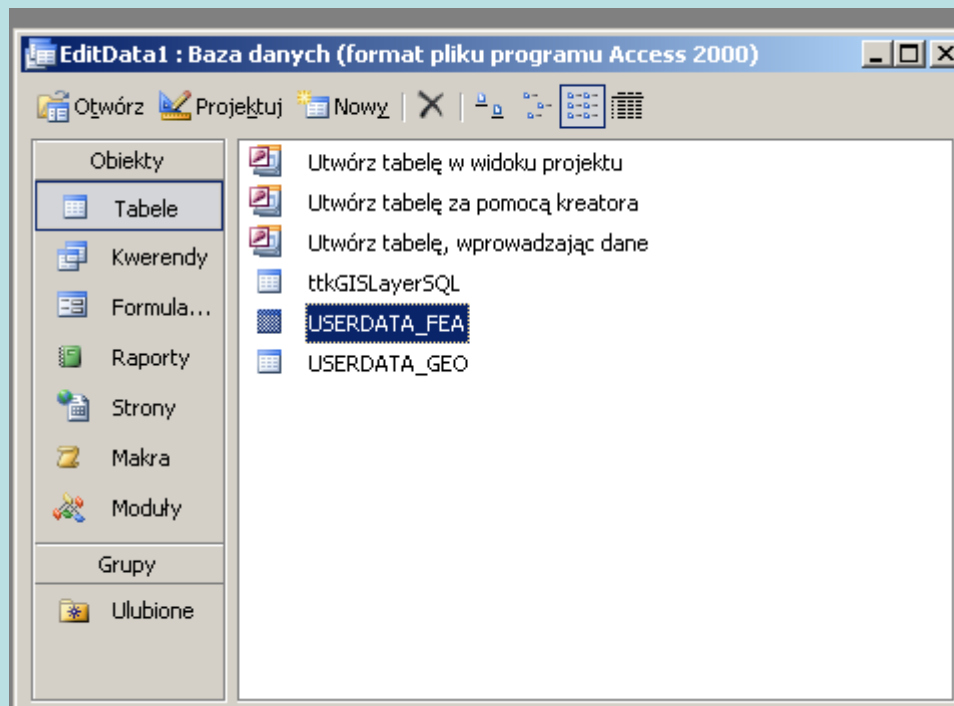 EditData1 : Baza danych (format pliku programu Access 2000)
Otwórz Projektuj Nowy
Obiekty
Tabele
Kwerendy
Formula...
Raporty
Strony
Makra
Moduły
Grupy
Ulubione
Utwórz tabelę w widoku projektu
Utwórz tabelę za pomocą kreatora
Utwórz tabelę, wprowadzając dane
ttkGISLayerSQL
USERDATA_FEA
USERDATA_GEO